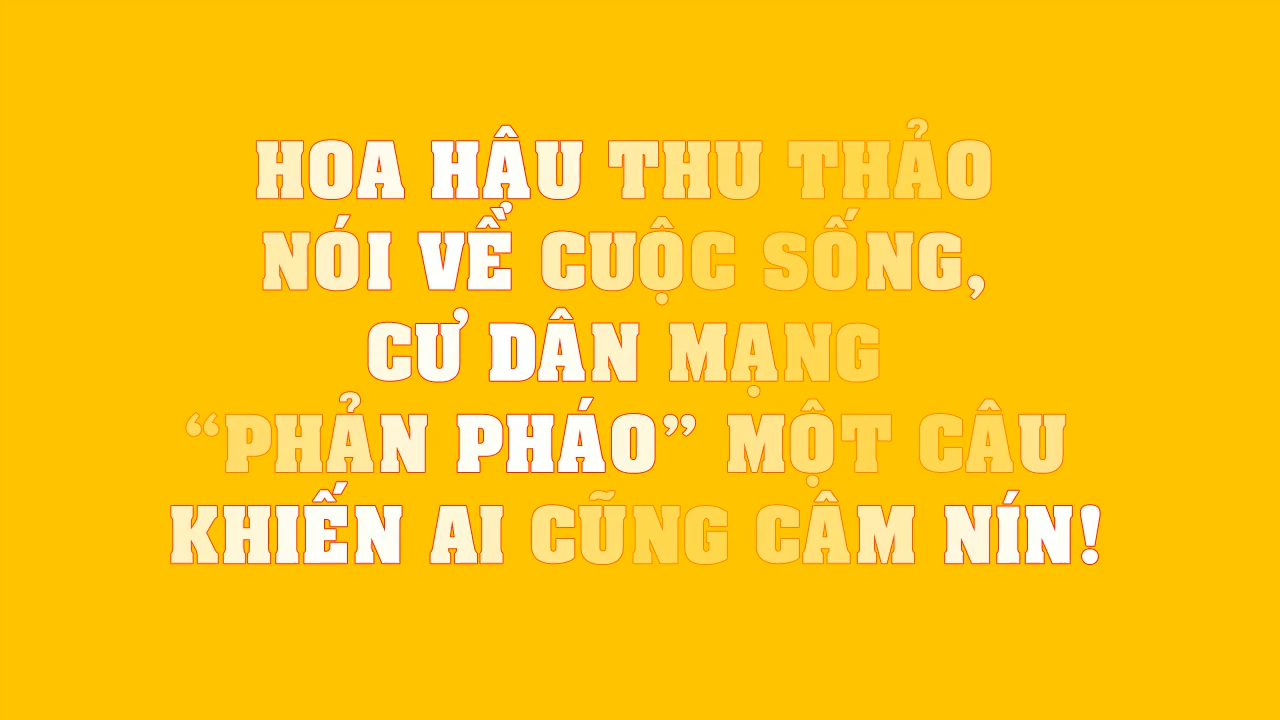 HOA HẬU THU THẢO
NÓI VỀ CUỘC SỐNG,
CƯ DÂN MẠNG
“PHẢN PHÁO” MỘT CÂU
KHIẾN AI CŨNG CÂM NÍN!